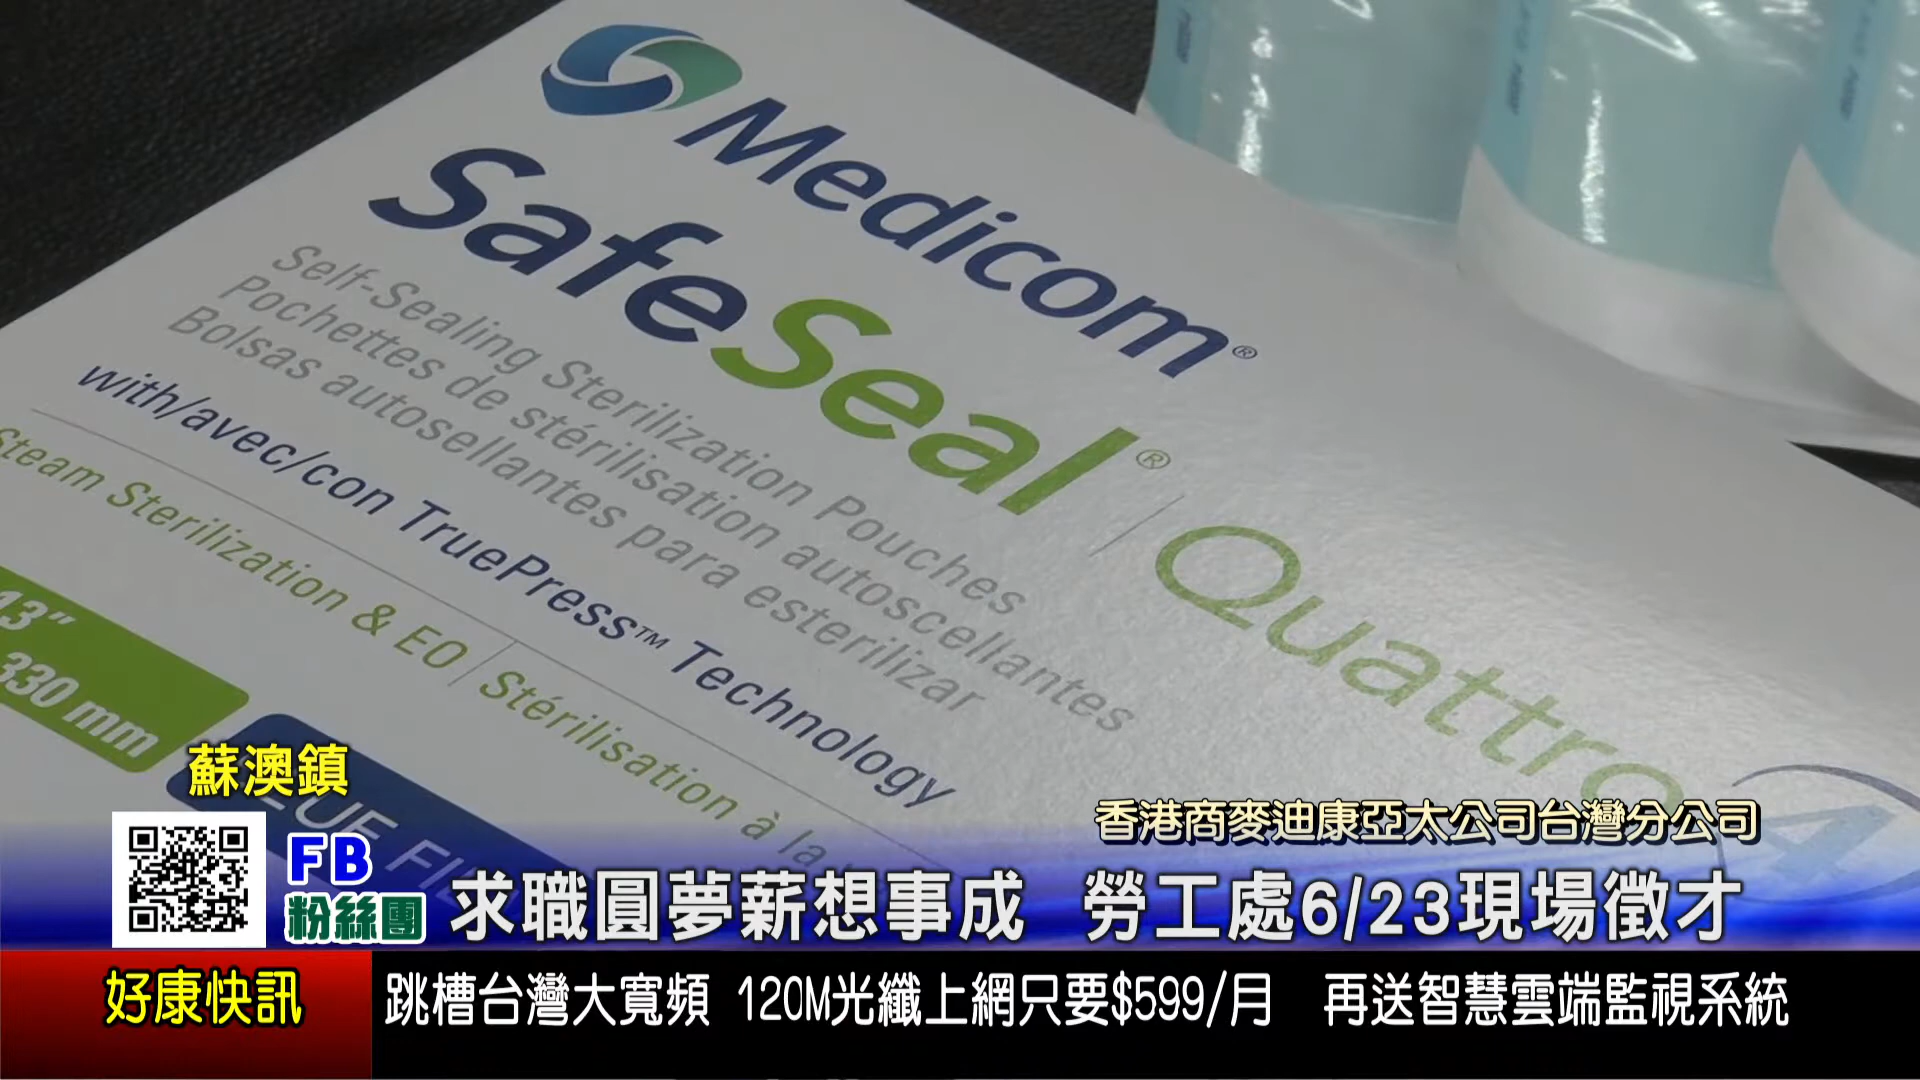 Medicom®
SafeSeal® | Quattro
Self-Sealing Sterilization Pouches
Pochettes de stérilisation autoscellantes
Bolsas autosellantes para esterilizar
with/avec/con TruePress™ Technology
Steam Sterilization & EO | Stérilisation à la
13"
330 mm
蘇澳鎮
香港商麥迪康亞太公司台灣分公司
FB
粉絲團
求職圓夢薪想事成 勞工處6/23現場徵才
好康快訊
跳槽台灣大寬頻 120M光纖上網只要$599/月 再送智慧雲端監視系統